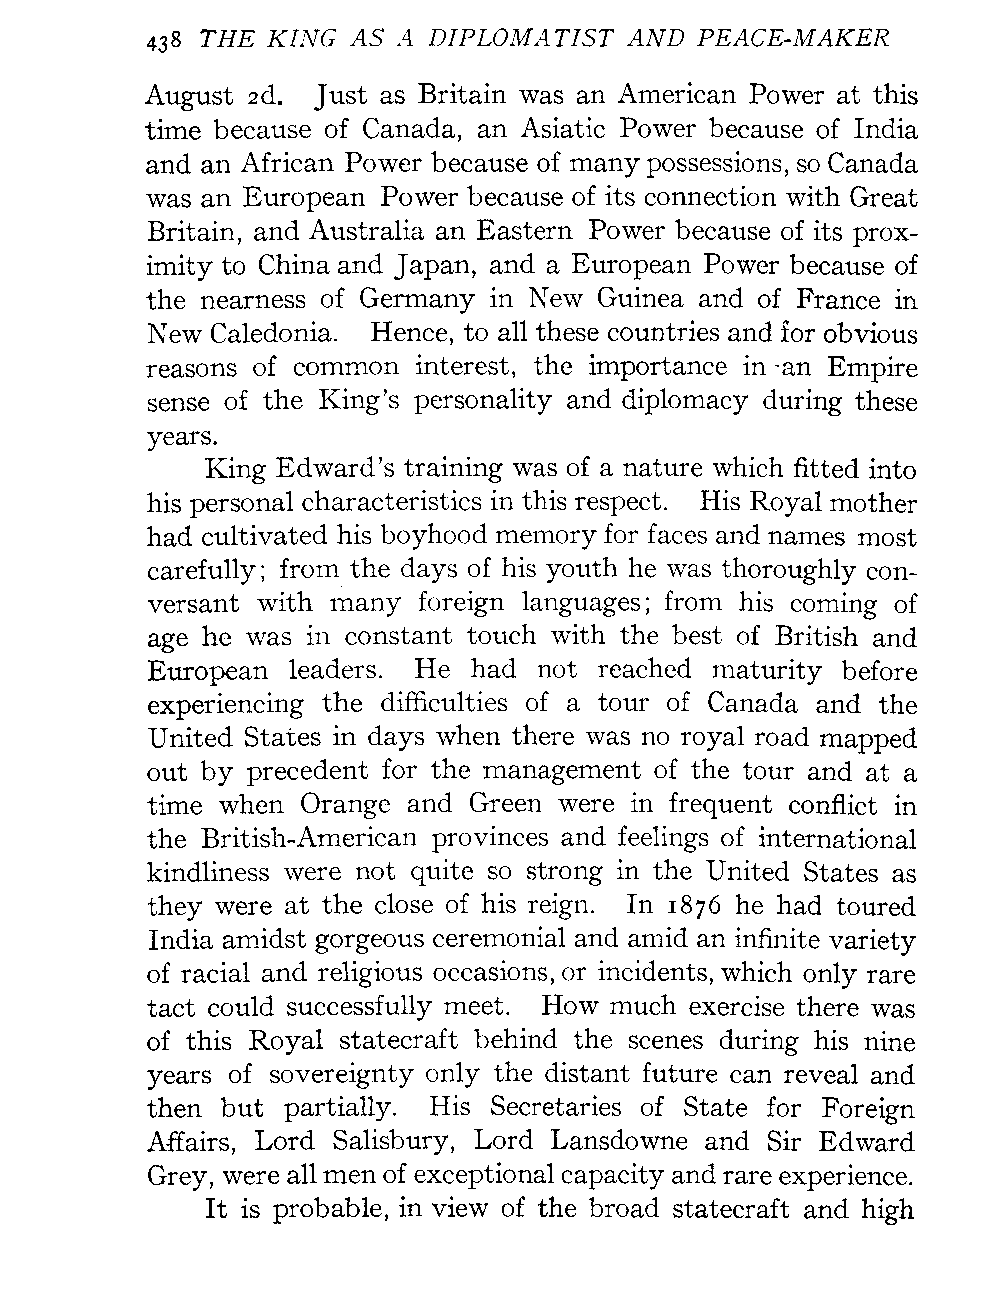 438 THE KING AS A DIPLOMATIST AND PEACE-MAKER
August 2d. Just as Britain was an American Power at this
time because of Canada, an Asiatic Power because of India
and an African Power because of many possessions, so Canada
was an European Power because of its connection with Great
Britain, and Australia an Eastern Power because of its prox-
imity to China and Japan, and a European Power because of
the nearness of Germany in New Guinea and of France in
New Caledonia. Hence, to all these countries and for obvious
reasons of common interest, the importance in an Empire
sense of the King's personality and diplomacy during these
years.
King Edward's training was of a nature which fitted into
his personal characteristics in this respect. His Royal mother
had cultivated his boyhood memory for faces and names most
carefully; from the days of his youth he was thoroughly con-
versant with many foreign languages; from his coming of
age he was in constant touch with the best of British and
European leaders. He had not reached maturity before
experiencing the difficulties of a tour of Canada and the
United States in days when there was no royal road mapped
out by precedent for the management of the tour and at a
time when Orange and Green were in frequent conflict in
the British-American provinces and feelings of international
kindliness were not quite so strong in the United States as
they were at the close of his reign. In 1876 he had toured
India amidst gorgeous ceremonial and amid an infinite variety
of racial and religious occasions, or incidents, which only rare
tact could successfully meet. How much exercise there was
of this Royal statecraft behind the scenes during his nine
years of sovereignty only the distant future can reveal and
then but partially. His Secretaries of State for Foreign
Affairs, Lord Salisbury, Lord Lansdowne and Sir Edward
Grey, were all men of exceptional capacity and rare experience.
It is probable, in view of the broad statecraft and high